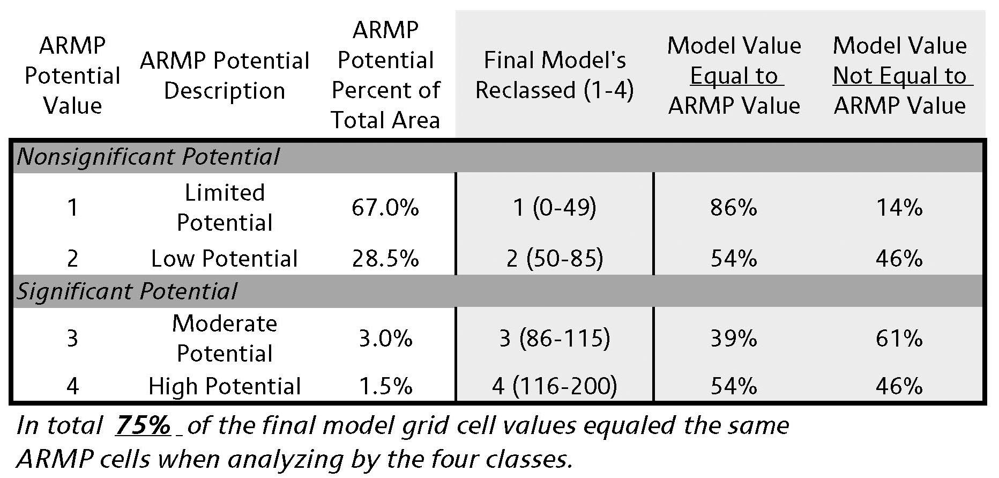 ARMP Potential Value	ARMP Potential Description	ARMP Potential Percent of Total Area	Final Model's Reclassed (1-4)	Model Value Equal to ARMP Value	Model Value Not Equal to ARMP Value
Nonsignificant Potential
1	Limited Potential	67.0%	1 (0-49)	86%	14%
2	Low Potential	28.5%	2 (50-85)	54%	46%
Significant Potential
3	Moderate Potential	3.0%	3 (86-115)	39%	61%
4	High Potential	1.5%	4 (116-200)	54%	46%
In total 75% of the final model grid cell values equaled the same
ARMP cells when analyzing by the four classes.